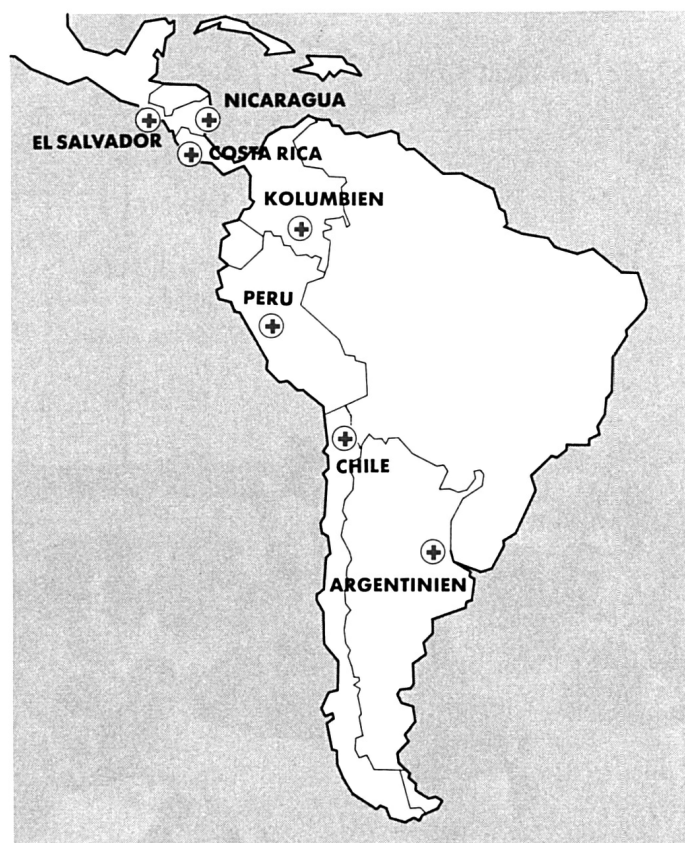 NICARAGUA
EL SALVADOR
COSTA RICA
KOLUMBIEN
PERU
CHILE
ARGENTINIEN